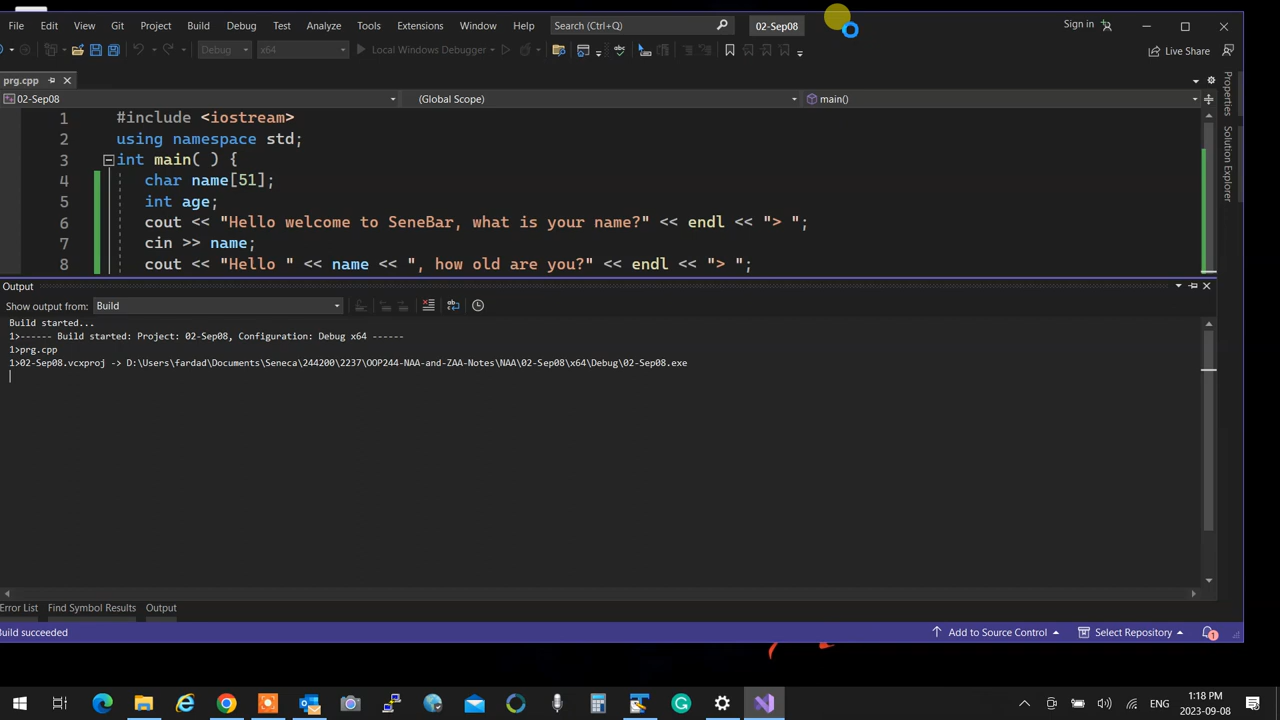 File Edit View Git Project Build Debug Test Analyze Tools Extensions Window Help Search (Ctrl+Q) 02-Sep08 Sign in
Debug x64 Local Windows Debugger Live Share
prg.cpp
02-Sep08 (Global Scope) main()
1 #include <iostream>
2 using namespace std;
3 int main( ) {
4 char name[51];
5 int age;
6 cout << "Hello welcome to SeneBar, what is your name?" << endl << "> ";
7 cin >> name;
8 cout << "Hello " << name << ", how old are you?" << endl << "> ";
Properties
Solution Explorer
Output
Show output from: Build
Build started...
1>------ Build started: Project: 02-Sep08, Configuration: Debug x64 ------
1>prg.cpp
1>02-Sep08.vcxproj -> D:\Users\fardad\Documents\Seneca\244200\2237\OOP244-NAA-and-ZAA-Notes\NAA\02-Sep08\x64\Debug\02-Sep08.exe
Error List Find Symbol Results Output
Build succeeded Add to Source Control Select Repository 1
ENG 1:18 PM
2023-09-08